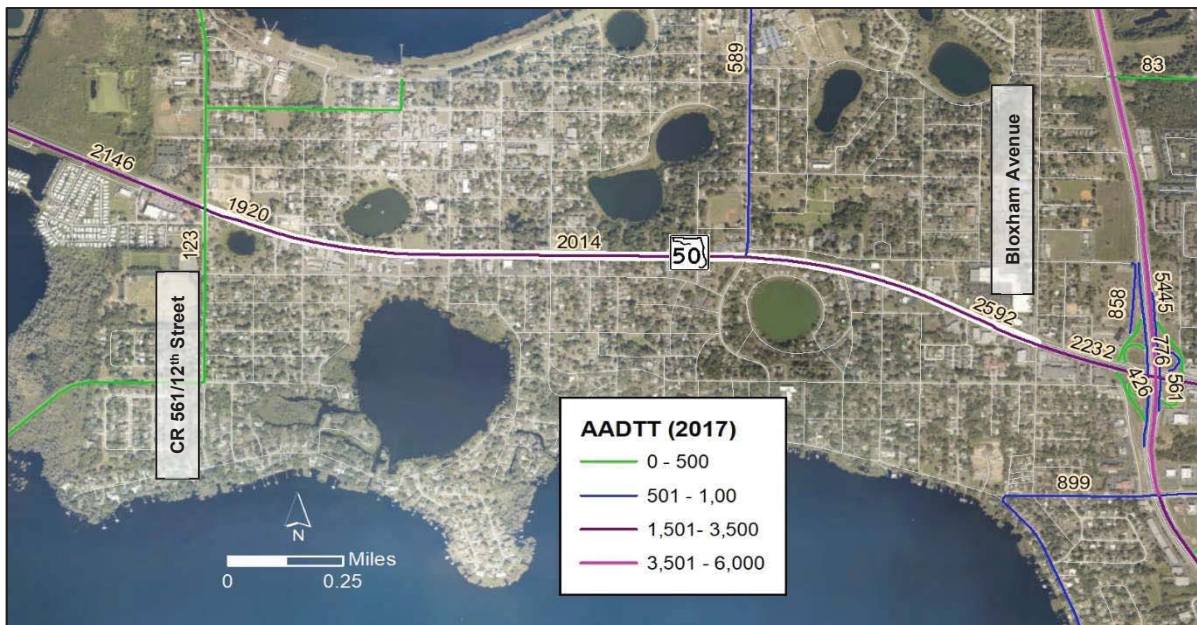 589
83
2146
1920
123
2014
50
Bloxham Avenue
CR 561/12th Street
2592
2232
858
5445
776
426
561
899
AADTT (2017)
0 - 500
501 - 1,00
1,501- 3,500
3,501 - 6,000
N
Miles
0
0.25